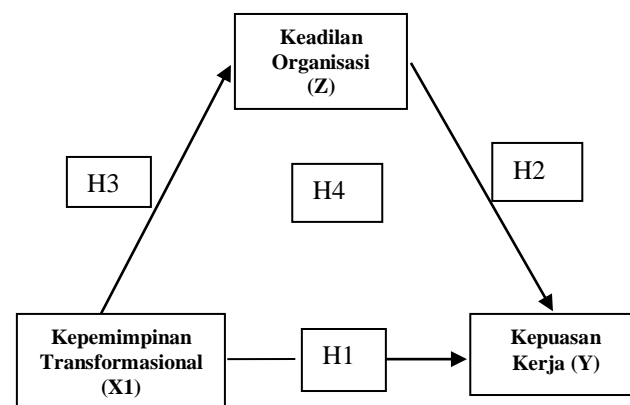 Keadilan
Organisasi
(Z)
H3
H4
H2
Kepemimpinan
Transformasional
(X1)
H1
Kepuasan
Kerja (Y)